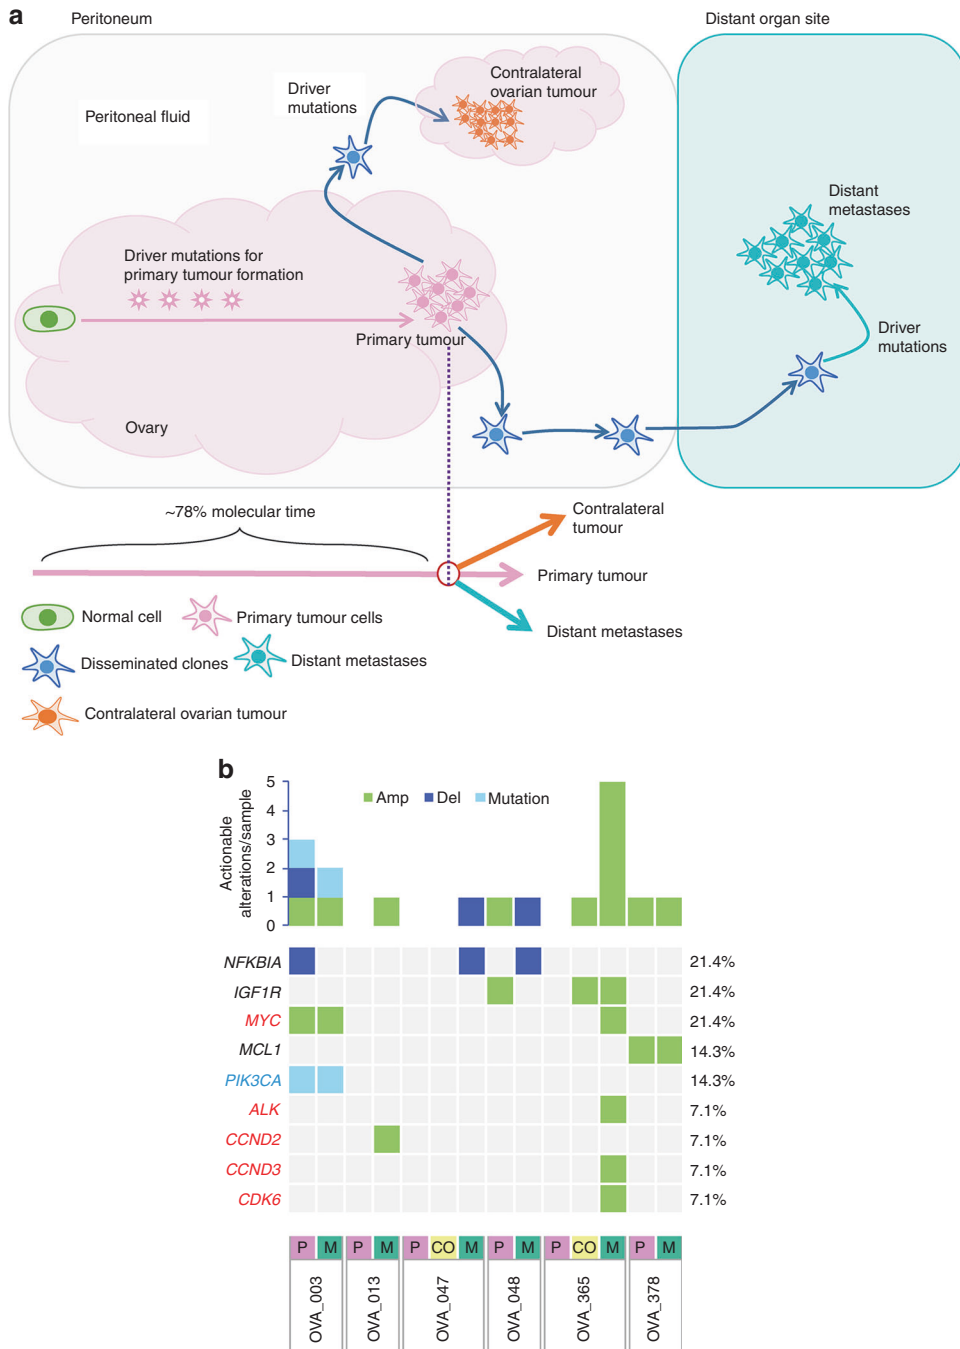 a
Peritoneum
Distant organ site
Peritoneal fluid
Driver
mutations
Contralateral
ovarian tumour
Distant
metastases
Driver mutations for
primary tumour formation
Primary tumour
Driver
mutations
Ovary
~78% molecular time
Contralateral
tumour
Primary tumour
Distant metastases
Normal cell
Primary tumour cells
Disseminated clones
Distant metastases
Contralateral ovarian tumour
b
Actionable
alterations/sample
5
4
3
2
1
0
Amp Del Mutation
NFKBIA 21.4%
IGF1R 21.4%
MYC 21.4%
MCL1 14.3%
PIK3CA 14.3%
ALK 7.1%
CCND2 7.1%
CCND3 7.1%
CDK6 7.1%
P M P M P CO M P M P CO M P M
OVA_003 OVA_013 OVA_047 OVA_048 OVA_365 OVA_378